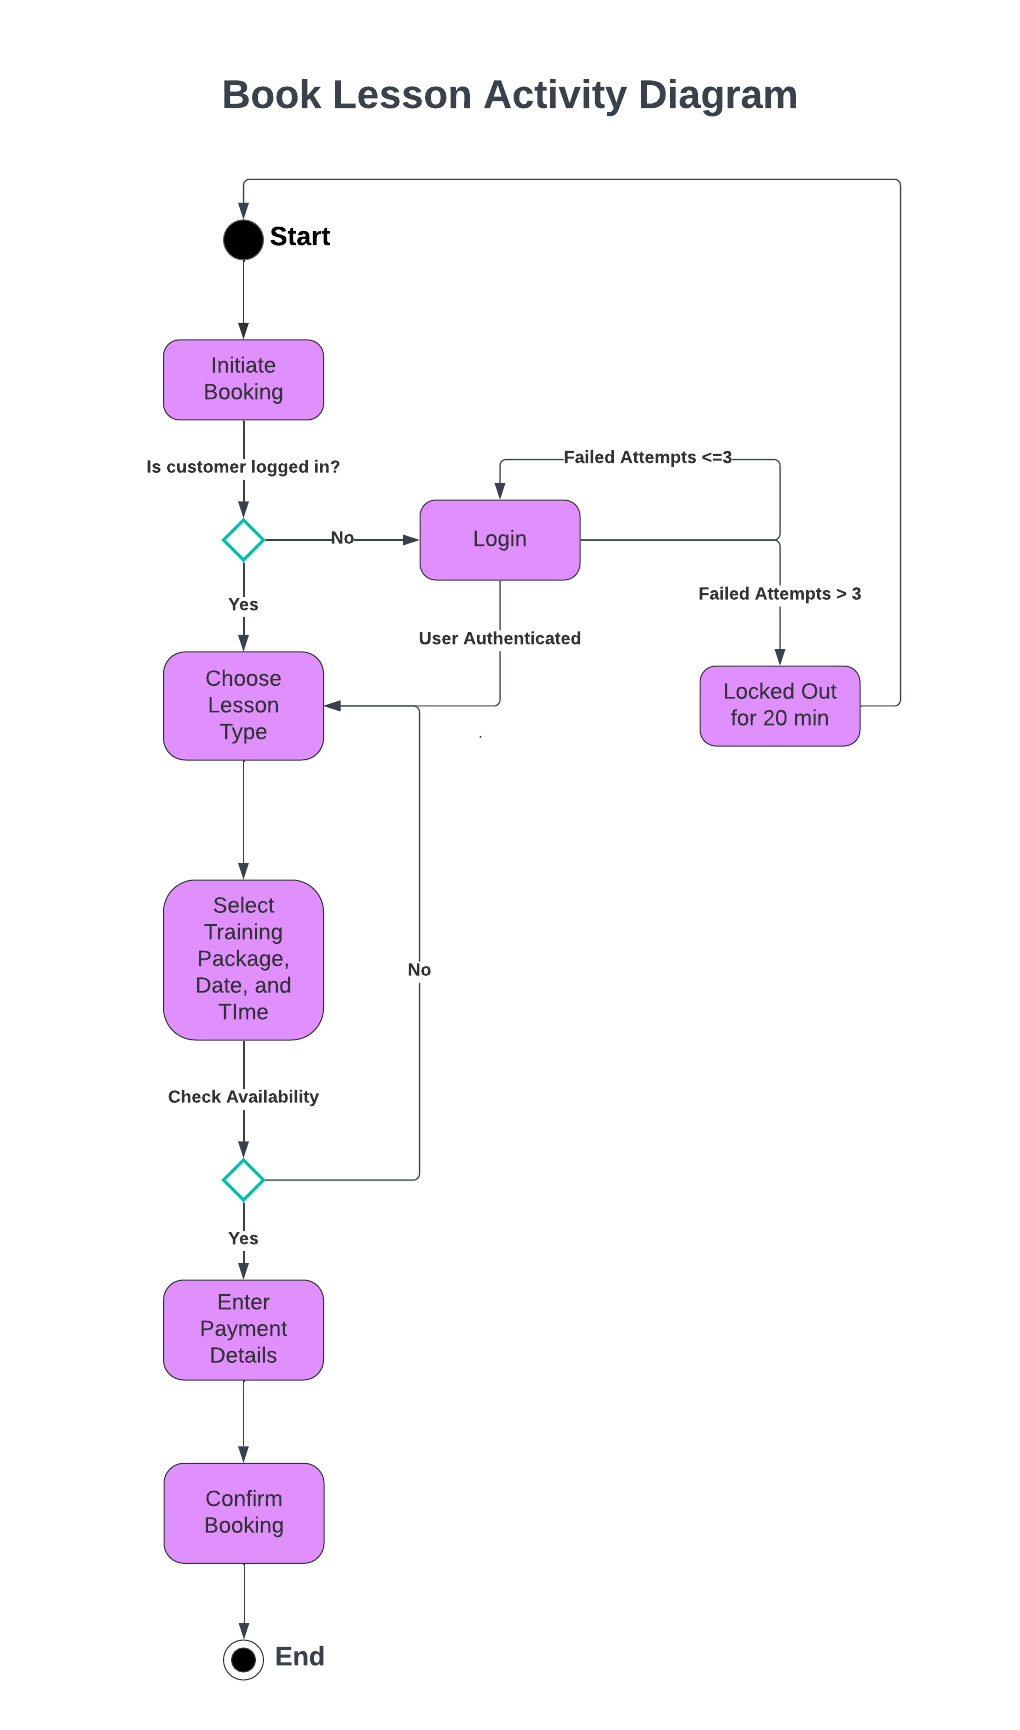 Book Lesson Activity Diagram
Start
Initiate
Booking
Is customer logged in?
Failed Attempts <=3
No
Login
Yes
Failed Attempts > 3
User Authenticated
Choose
Lesson
Type
Locked Out
for 20 min
Select
Training
Package,
Date, and
TIme
No
Check Availability
Yes
Enter
Payment
Details
Confirm
Booking
End